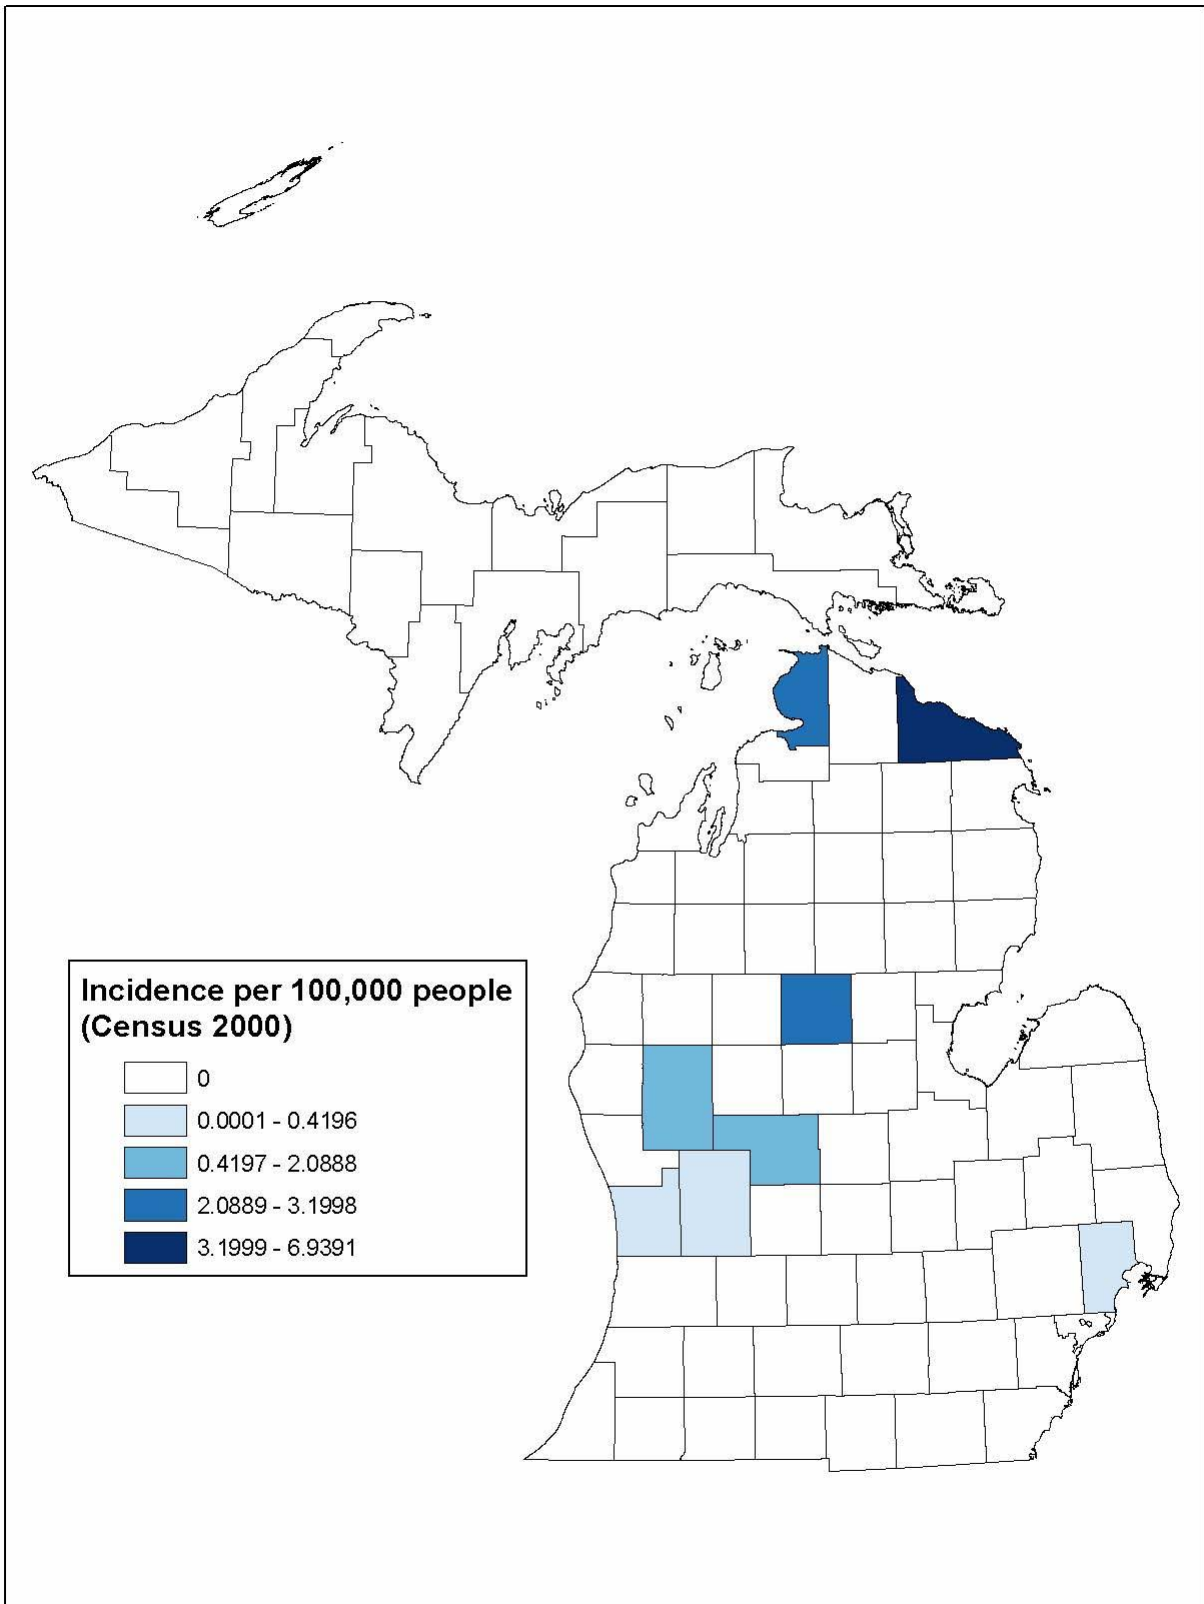 Incidence per 100,000 people
(Census 2000)
0
0.0001 - 0.4196
0.4197 - 2.0888
2.0889 - 3.1998
3.1999 - 6.9391